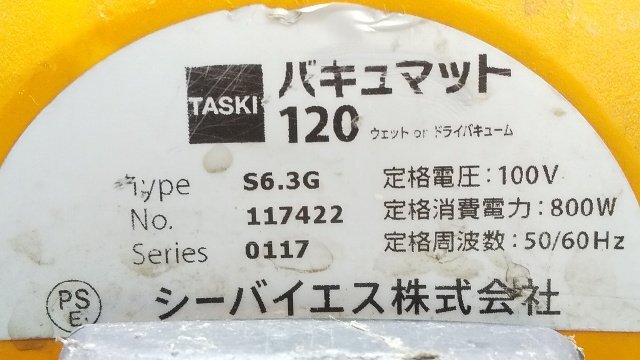 TASKI バキュマット
120 ウェット or ドライバキューム
Type S6.3G 定格電圧:100V
No. 117422 定格消費電力:800W
Series 0117 定格周波数:50/60Hz
PS
E シーバイエス株式会社